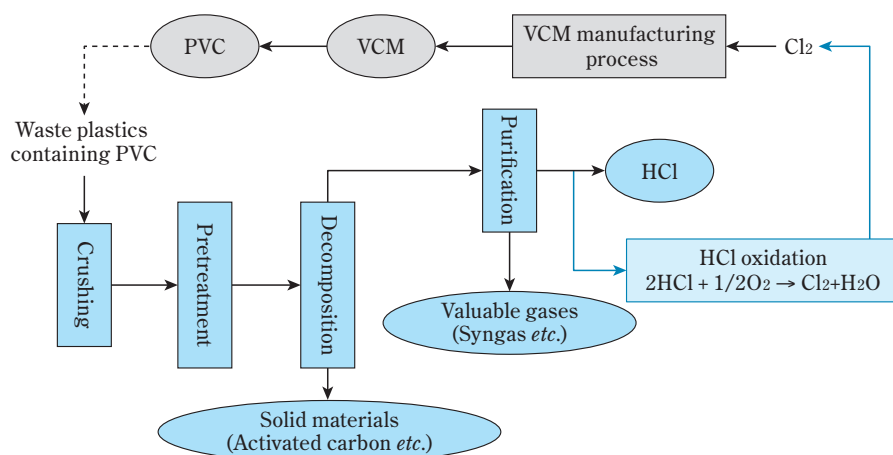 PVC
VCM
VCM manufacturing
process
Cl₂
Waste plastics
containing PVC
Crushing
Pretreatment
Decomposition
Purification
HCl
HCl oxidation
2HCl + 1/2O₂ → Cl₂+H₂O
Valuable gases
(Syngas etc.)
Solid materials
(Activated carbon etc.)